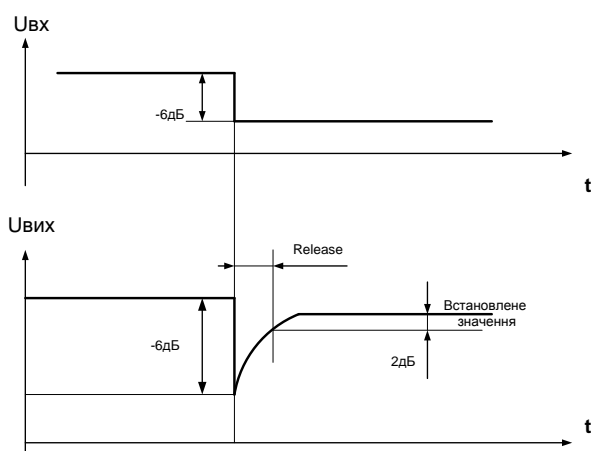 Uвх
-6дБ
t
Uвих
Release
Встановлене
значення
-6дБ
2дБ
t